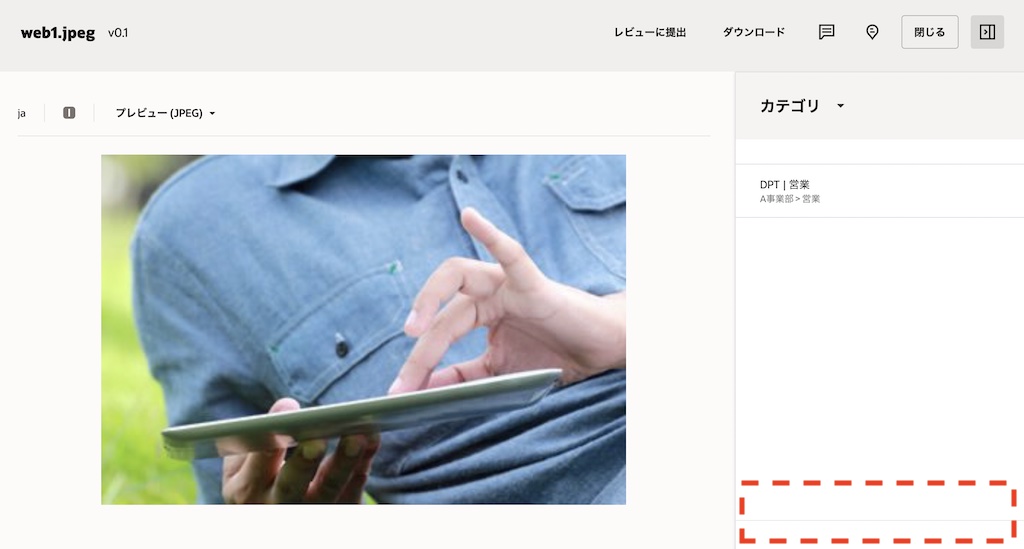 web1.jpeg v0.1 レビューに提出 ダウンロード 閉じる
ja I プレビュー (JPEG)
カテゴリ
DPT | 営業
A事業部 > 営業